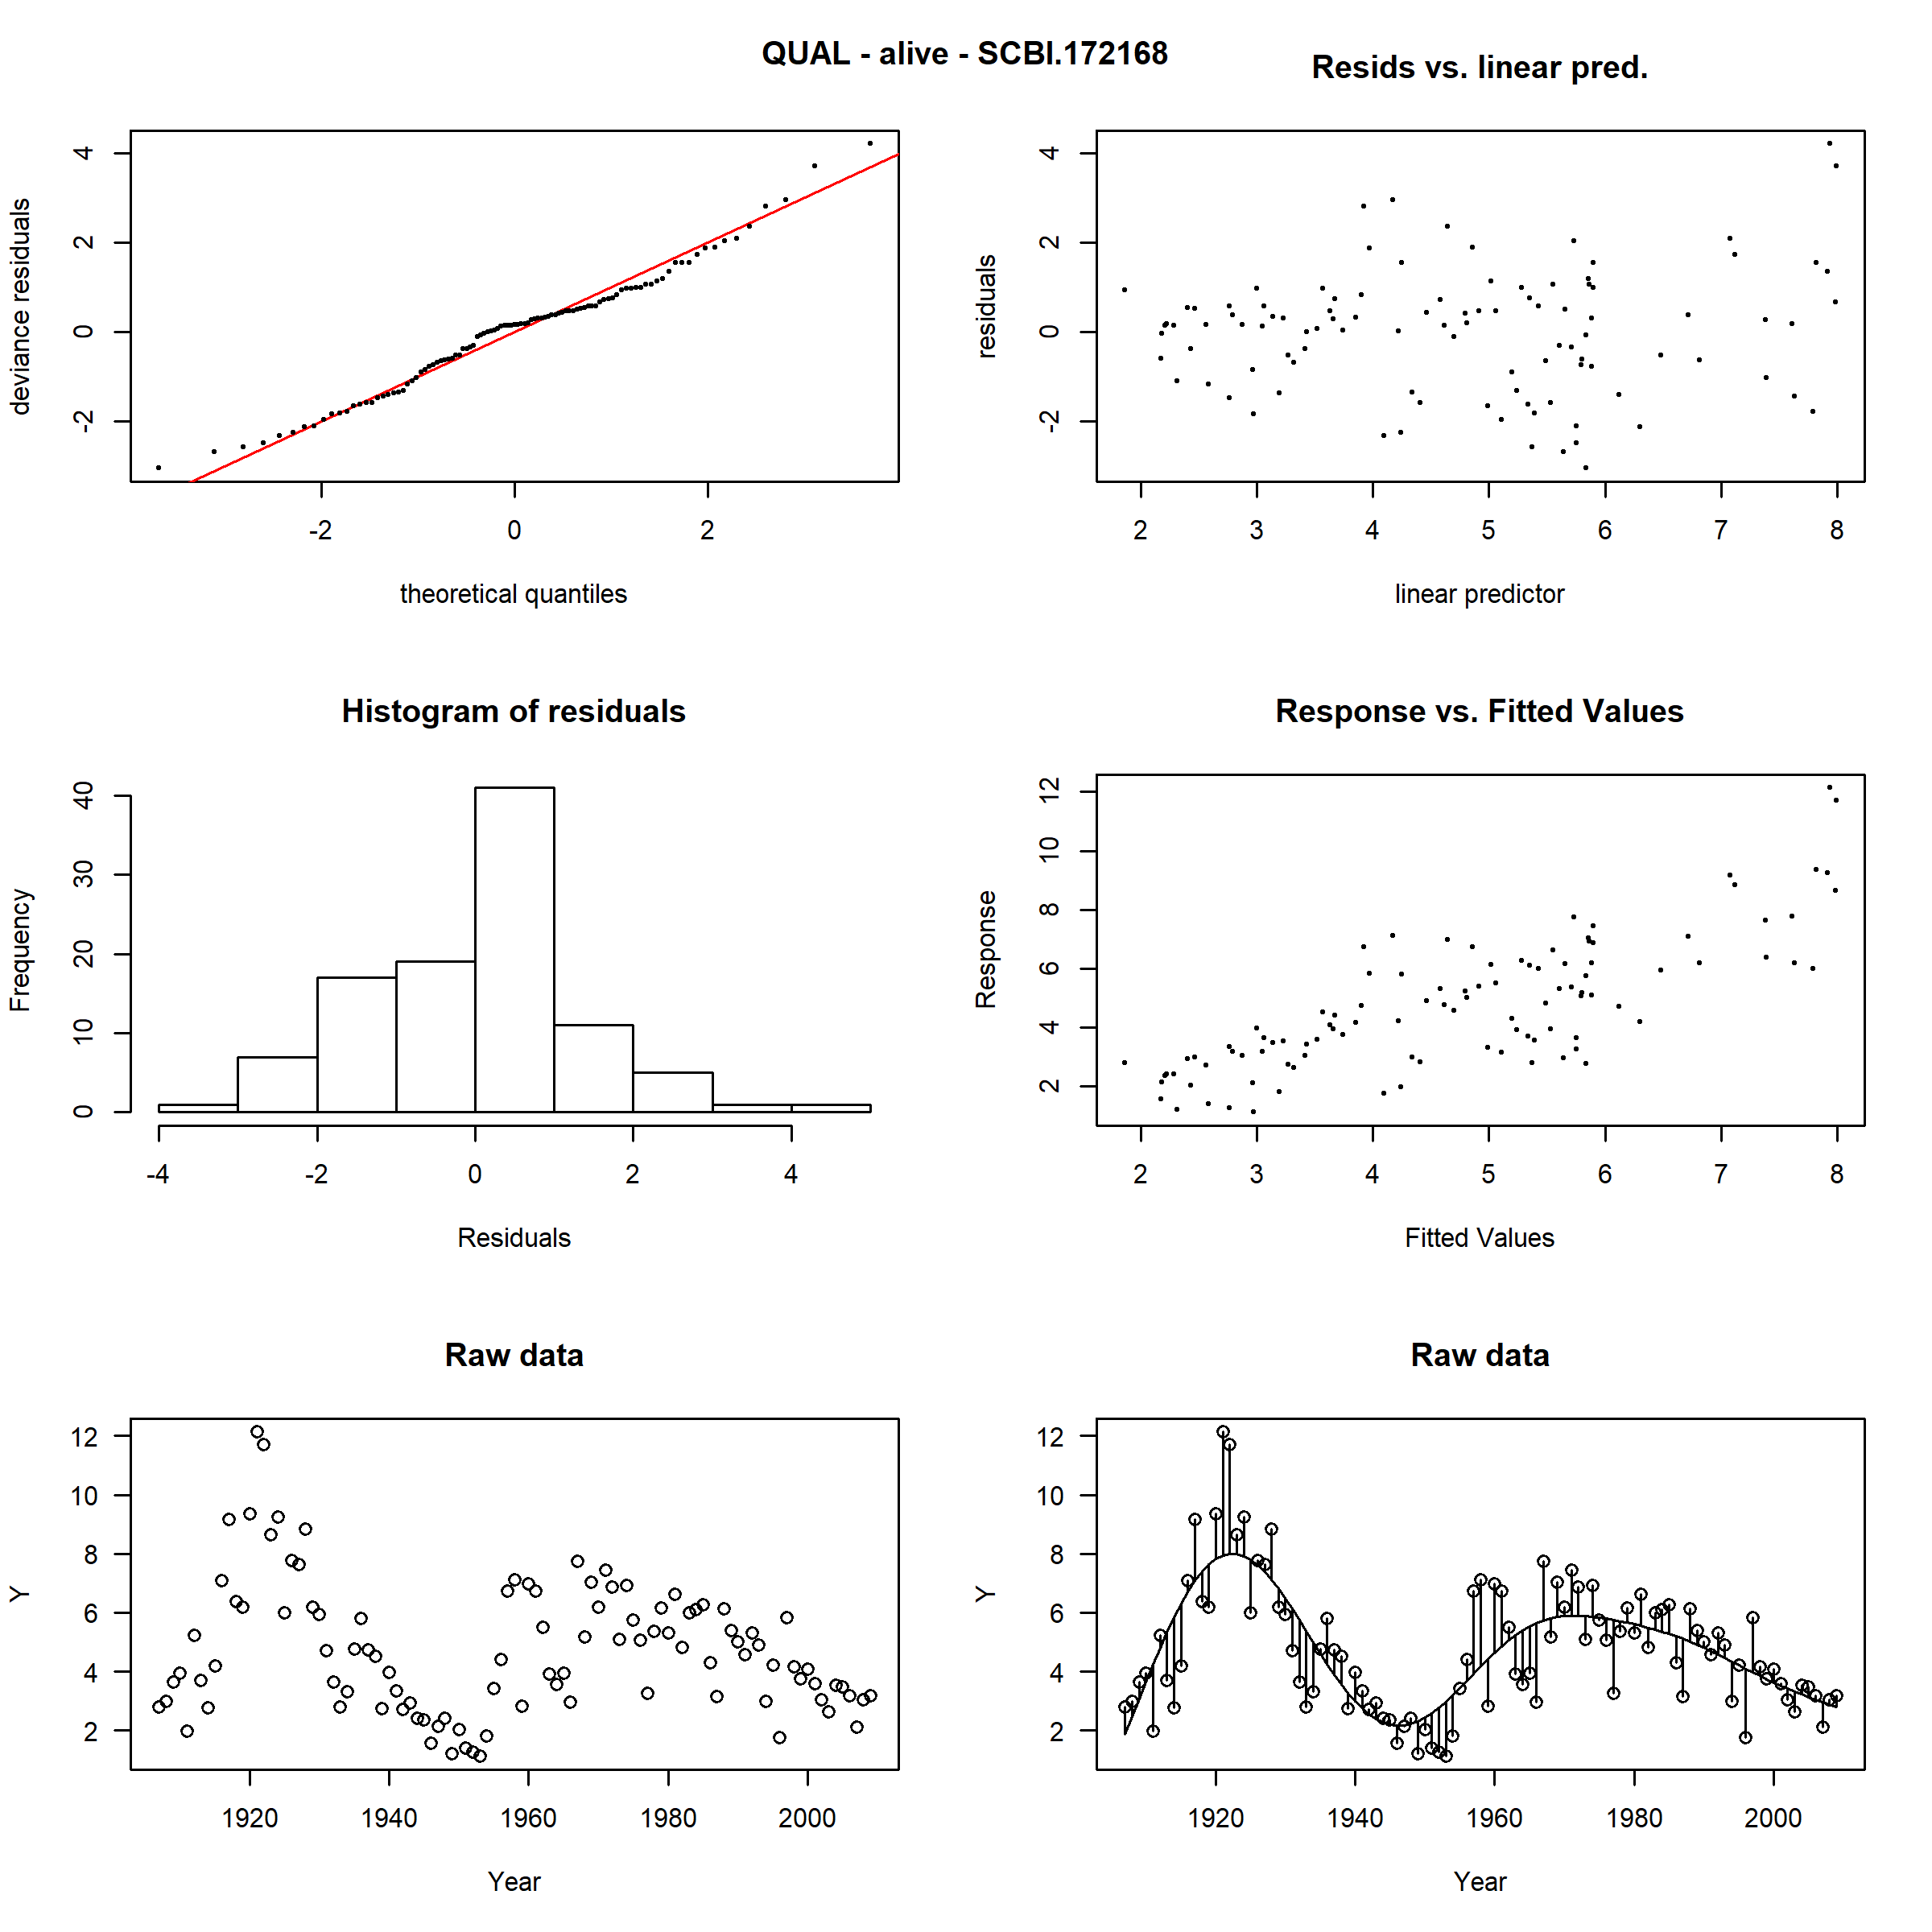 QUAL - alive - SCBI.172168
Resids vs. linear pred.
deviance residuals
-2 0 2 4
-2 0 2
theoretical quantiles
residuals
-2 0 2 4
2 3 4 5 6 7 8
linear predictor
Histogram of residuals
Frequency
0 10 20 30 40
-4 -2 0 2 4
Residuals
Response vs. Fitted Values
Response
2 4 6 8 10 12
2 3 4 5 6 7 8
Fitted Values
Raw data
Y
2 4 6 8 10 12
1920 1940 1960 1980 2000
Year
Raw data
Y
2 4 6 8 10 12
1920 1940 1960 1980 2000
Year